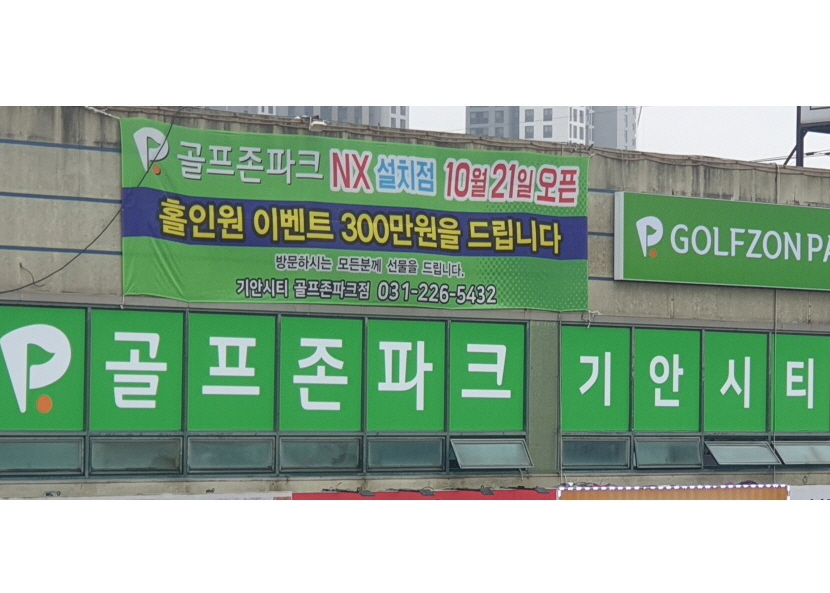 골프존파크 NX 설치점 10월 21일 오픈
홀인원 이벤트 300만원을 드립니다
방문하시는 모든분께 선물을 드립니다.
기안시티 골프존파크점 031-226-5432
GOLFZON PA
골프존파크 기안시티